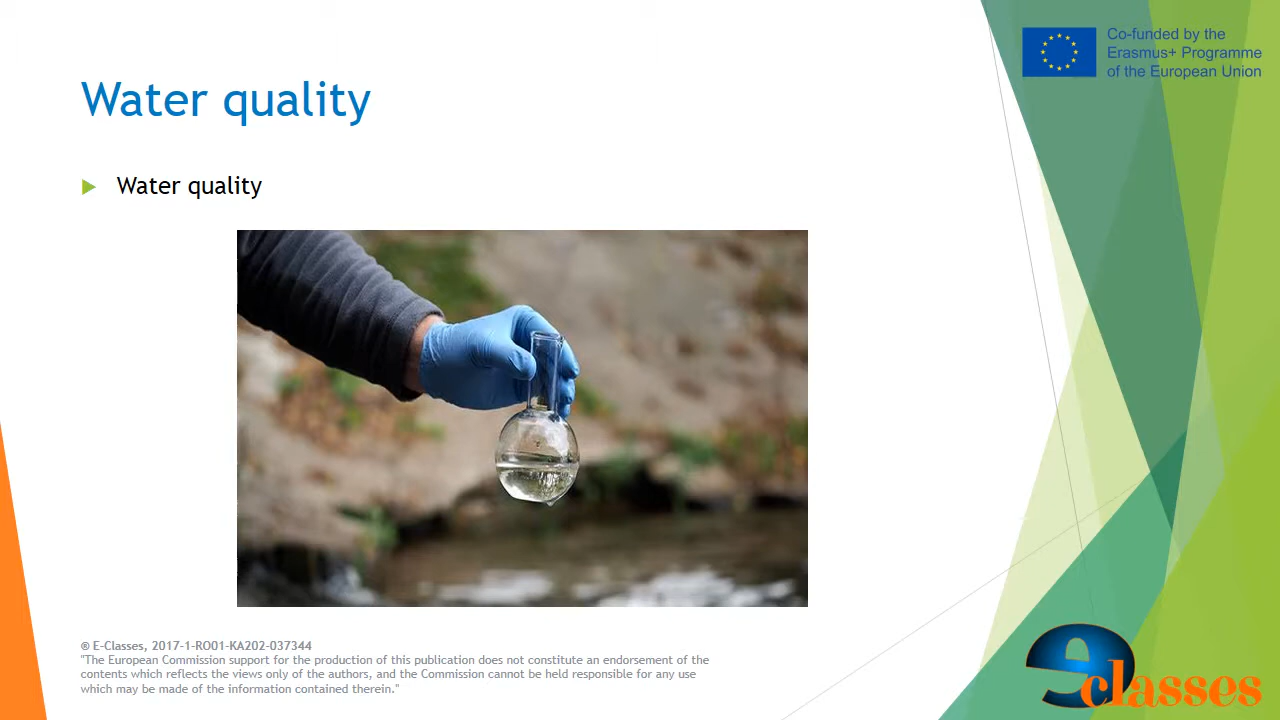 Co-funded by the
Erasmus+ Programme
of the European Union
Water quality
Water quality
© E-Classes, 2017-1-RO01-KA202-037344
"The European Commission support for the production of this publication does not constitute an endorsement of the
contents which reflects the views only of the authors, and the Commission cannot be held responsible for any use
which may be made of the information contained therein."
e classes